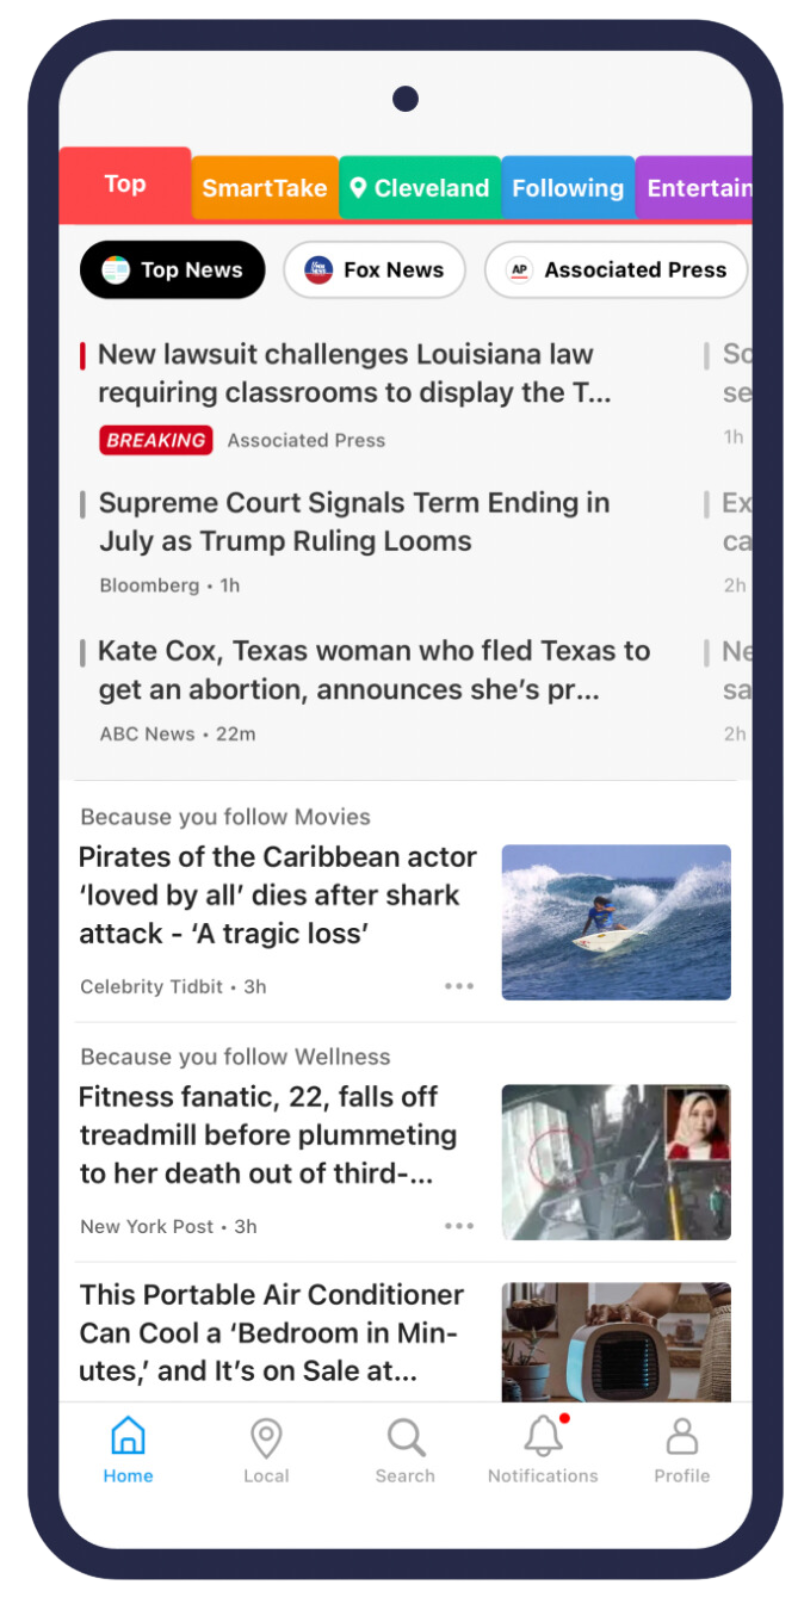 Top
SmartTake
Cleveland
Following
Entertain
Top News
Fox News
AP
Associated Press
New lawsuit challenges Louisiana law
requiring classrooms to display the T...
BREAKING Associated Press
Supreme Court Signals Term Ending in
July as Trump Ruling Looms
Bloomberg • 1h
Kate Cox, Texas woman who fled Texas to
get an abortion, announces she’s pr...
ABC News • 22m
Sc
se
1h
Ex
ca
2h
Ne
sa
2h
Because you follow Movies
Pirates of the Caribbean actor
‘loved by all’ dies after shark
attack - ‘A tragic loss’
Celebrity Tidbit • 3h
Because you follow Wellness
Fitness fanatic, 22, falls off
treadmill before plummeting
to her death out of third-...
New York Post • 3h
This Portable Air Conditioner
Can Cool a ‘Bedroom in Min-
utes,’ and It’s on Sale at...
Home
Local
Search
Notifications
Profile